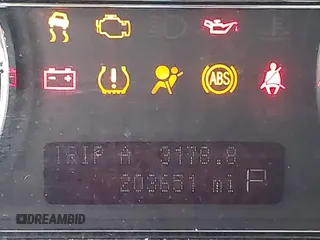 ABS
TRIP A 9178.8
203651 mi P
DREAMBID